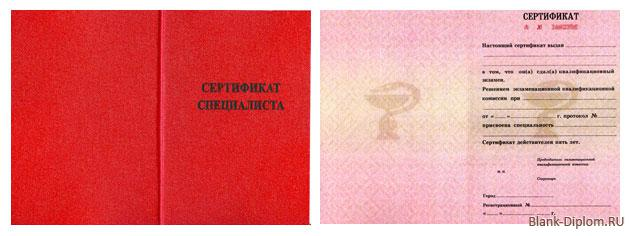 СЕРТИФИКАТ
СПЕЦИАЛИСТА
СЕРТИФИКАТ
А №
Настоящий сертификат выдан
в том, что он(а) сдал(а) квалификационный
экзамен.
Решением экзаменационной квалификационной
комиссии при
от « » г. протокол №
присвоена специальность
Сертификат действителен пять лет.
Председатель экзаменационной
квалификационной комиссии
Секретарь
Город
Регистрационный №
« » г.
Blank-Diplom.RU